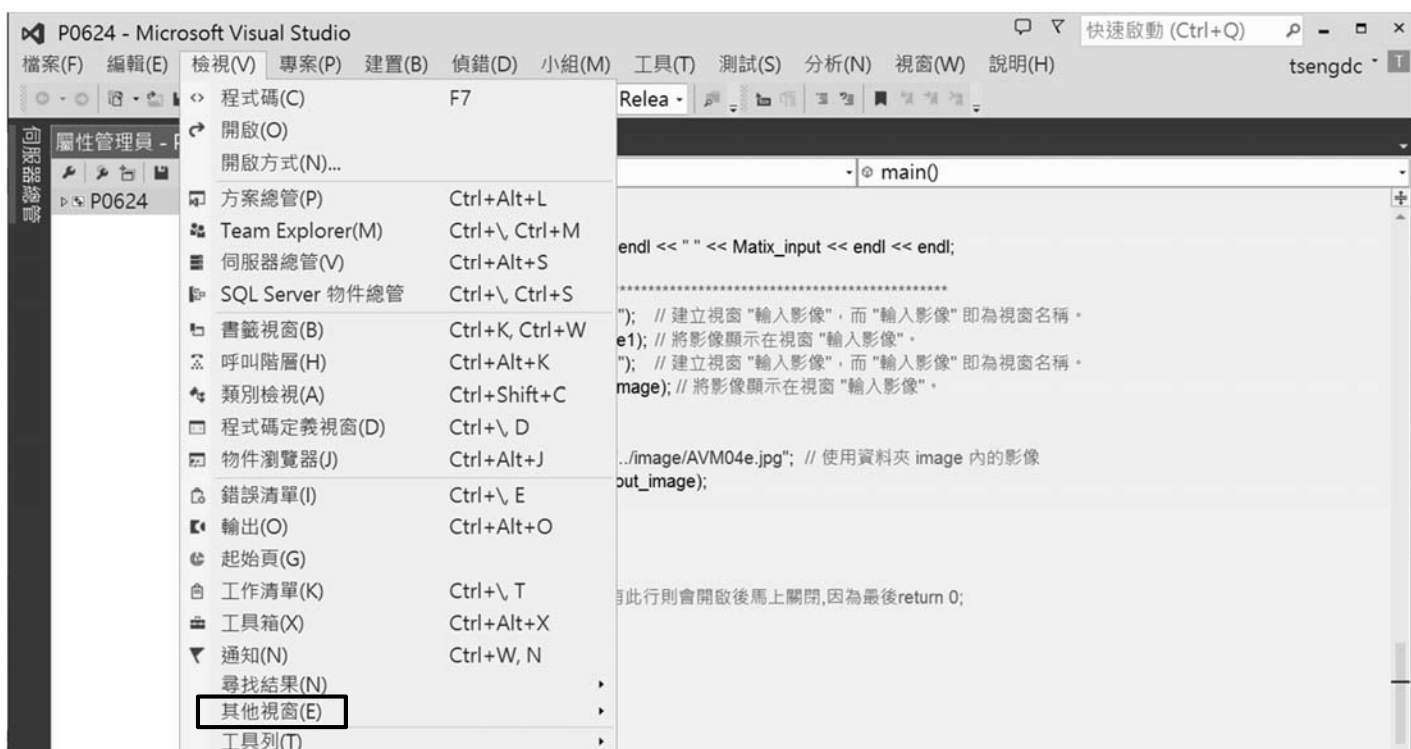 P0624 - Microsoft Visual Studio
快速啟動 (Ctrl+Q)
檔案(F) 編輯(E) 檢視(V) 專案(P) 建置(B) 偵錯(D) 小組(M) 工具(T) 測試(S) 分析(N) 視窗(W) 說明(H) tsengdc T
Relea
伺服器總管
屬性管理員 -
main()
P0624
程式碼(C) F7
開啟(O)
開啟方式(N)...
方案總管(P) Ctrl+Alt+L
Team Explorer(M) Ctrl+\, Ctrl+M
伺服器總管(V) Ctrl+Alt+S
SQL Server 物件總管 Ctrl+\, Ctrl+S
書籤視窗(B) Ctrl+K, Ctrl+W
呼叫階層(H) Ctrl+Alt+K
類別檢視(A) Ctrl+Shift+C
程式碼定義視窗(D) Ctrl+\, D
物件瀏覽器(J) Ctrl+Alt+J
錯誤清單(I) Ctrl+\, E
輸出(O) Ctrl+Alt+O
起始頁(G)
工作清單(K) Ctrl+\, T
工具箱(X) Ctrl+Alt+X
通知(N) Ctrl+W, N
尋找結果(N)
其他視窗(E)
工具列(T)
endl << " " << Matix_input << endl << endl;
************************************************
"); // 建立視窗 "輸入影像"，而 "輸入影像" 即為視窗名稱。
e1); // 將影像顯示在視窗 "輸入影像"。
"); // 建立視窗 "輸入影像"，而 "輸入影像" 即為視窗名稱。
mage); // 將影像顯示在視窗 "輸入影像"。
../image/AVM04e.jpg"; // 使用資料夾 image 內的影像
out_image);
此行則會開啟後馬上關閉,因為最後return 0;